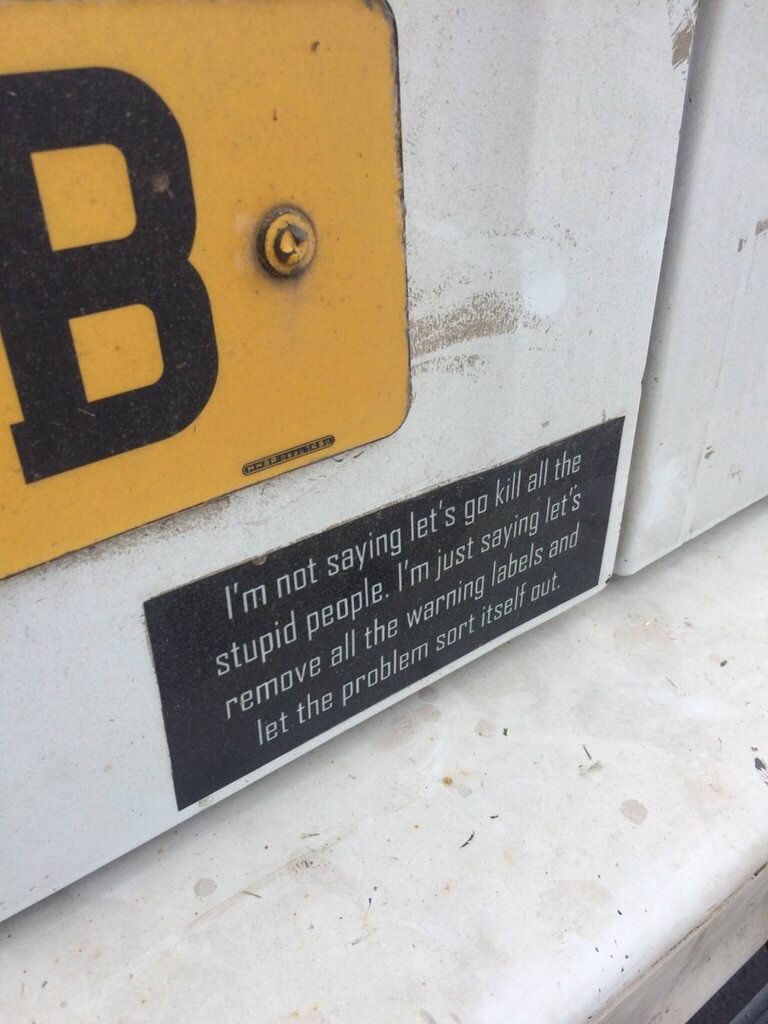 B
I'm not saying let's go kill all the
stupid people. I'm just saying let's
remove all the warning labels and
let the problem sort itself out.